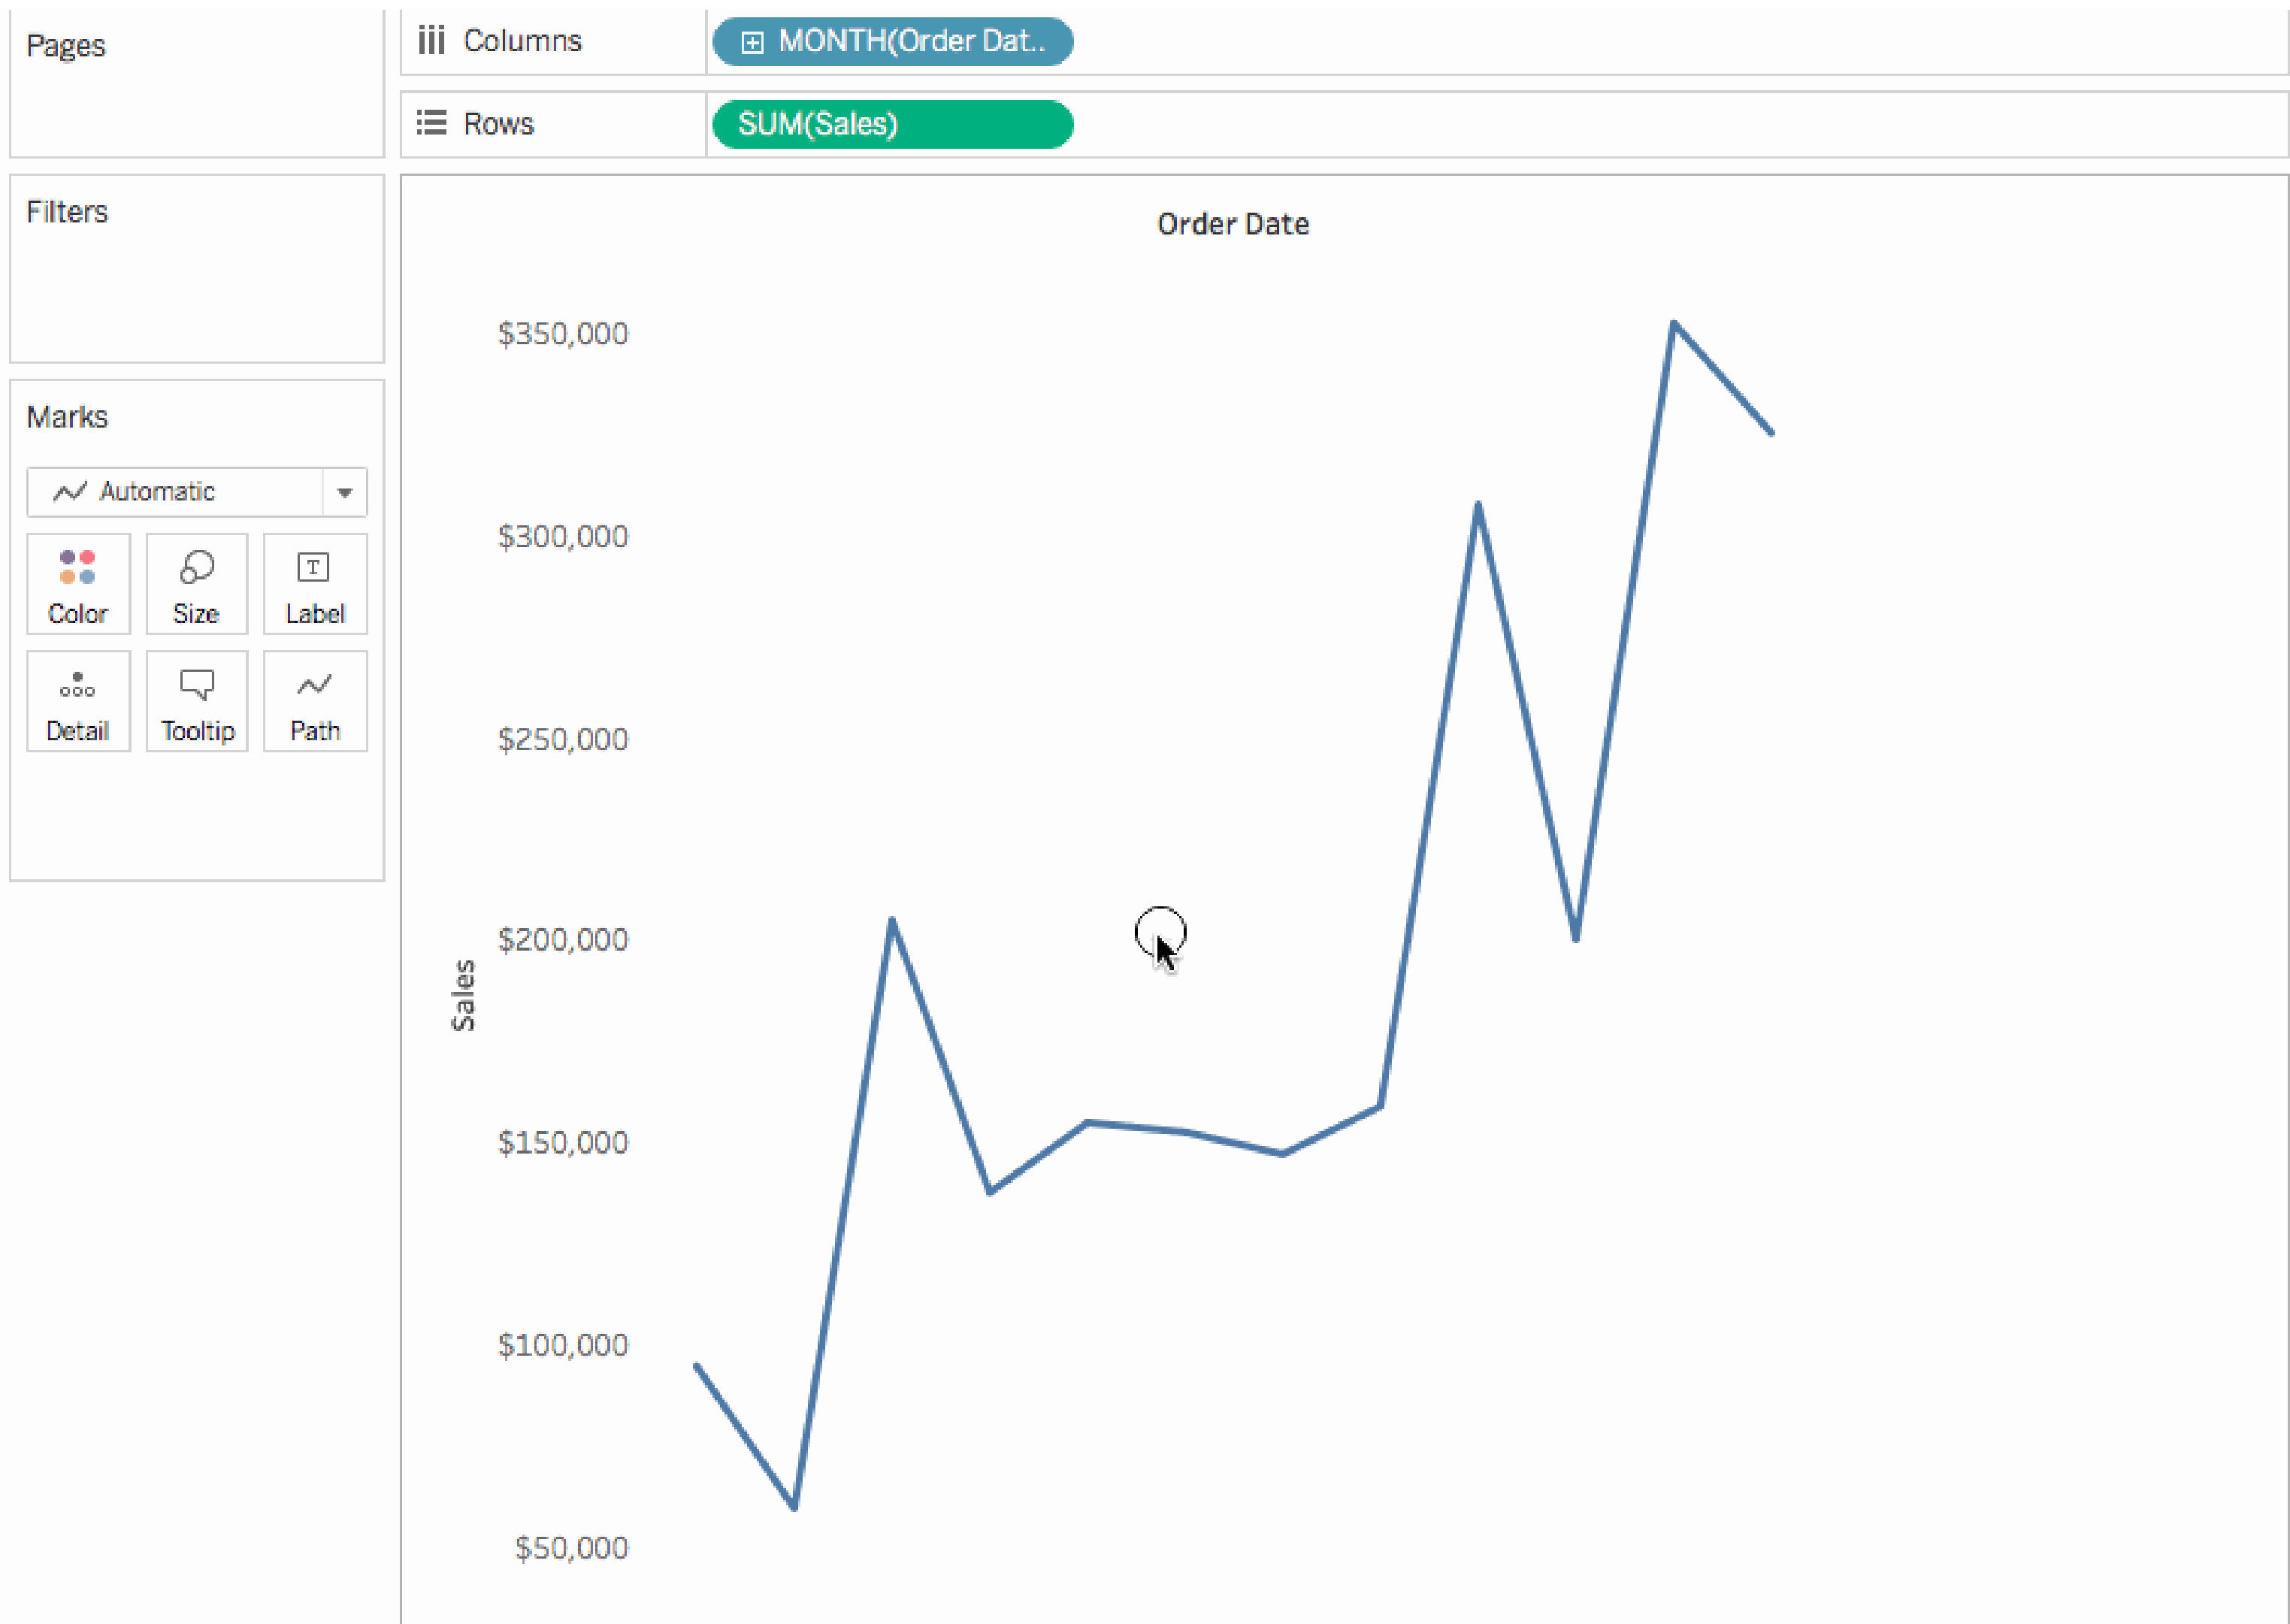 Pages
Columns
MONTH(Order Dat..
Rows
SUM(Sales)
Filters
Marks
Automatic
Color
Size
Label
Detail
Tooltip
Path
Order Date
$350,000
$300,000
$250,000
$200,000
$150,000
$100,000
$50,000
Sales